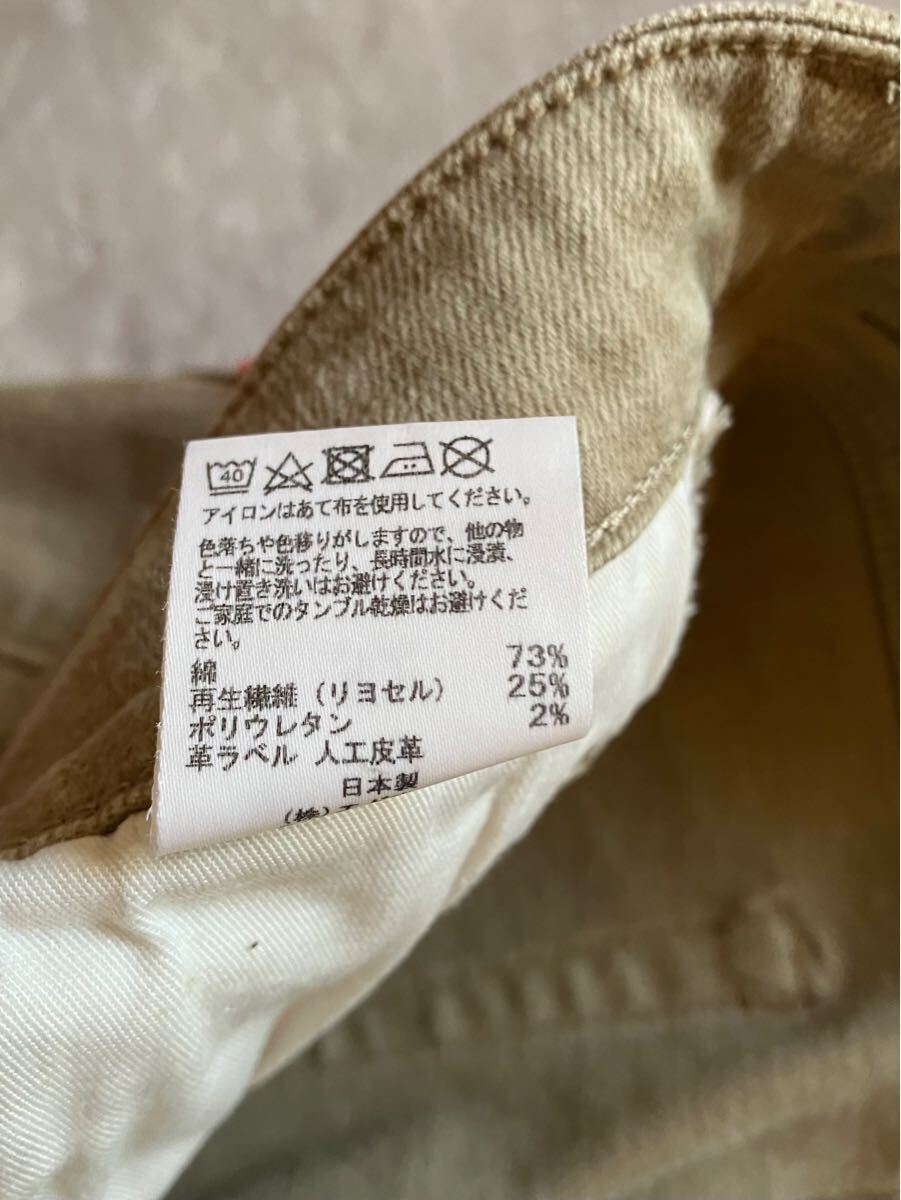 40
アイロンはあて布を使用してください。
色落ちや色移りがしますので、他の物
と一緒に洗ったり、長時間水に浸漬、
浸け置き洗いはお避けください。
ご家庭でのタンブル乾燥はお避けくだ
さい。
綿 73%
再生繊維（リヨセル） 25%
ポリウレタン 2%
革ラベル 人工皮革
日本製
(株)